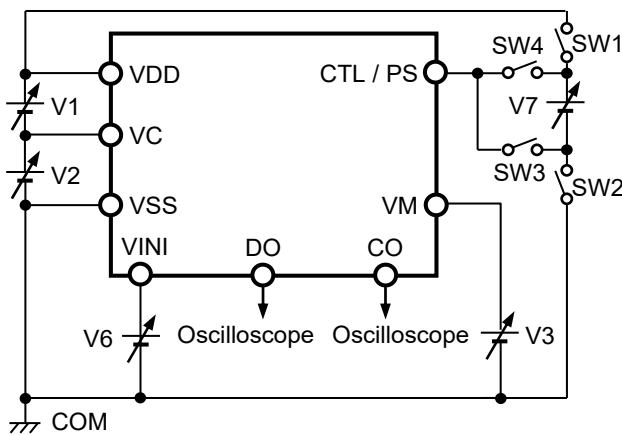 SW1
SW4
VDD
CTL / PS
V1
V7
VC
V2
SW3
SW2
VSS
VM
VINI
DO
CO
V6
Oscilloscope
Oscilloscope
V3
COM